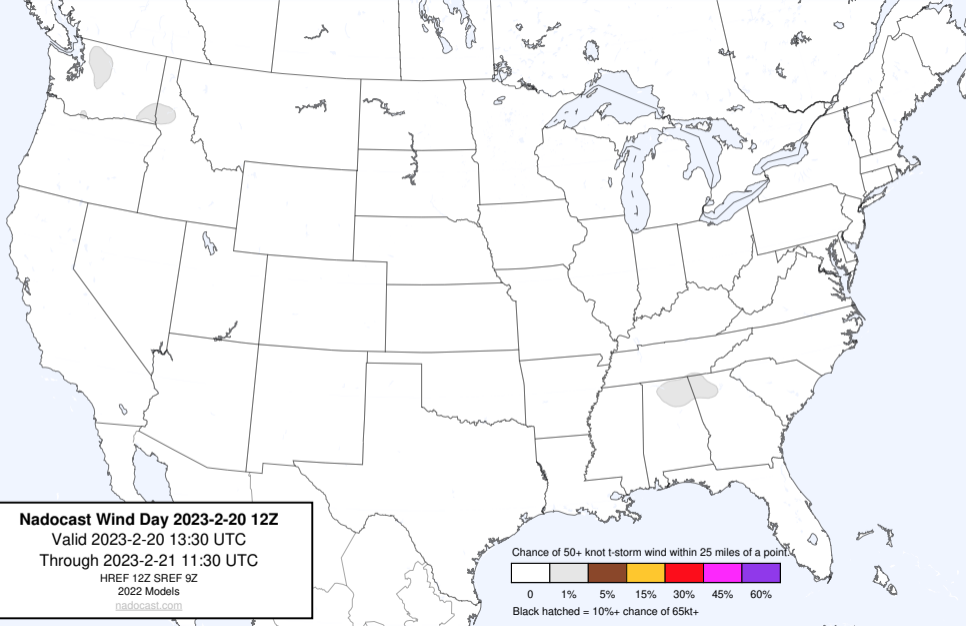 Nadocast Wind Day 2023-2-20 12Z
Valid 2023-2-20 13:30 UTC
Through 2023-2-21 11:30 UTC
HREF 12Z SREF 9Z
2022 Models
nadocast.com
Chance of 50+ knot t-storm wind within 25 miles of a point.
0 1% 5% 15% 30% 45% 60%
Black hatched = 10%+ chance of 65kt+